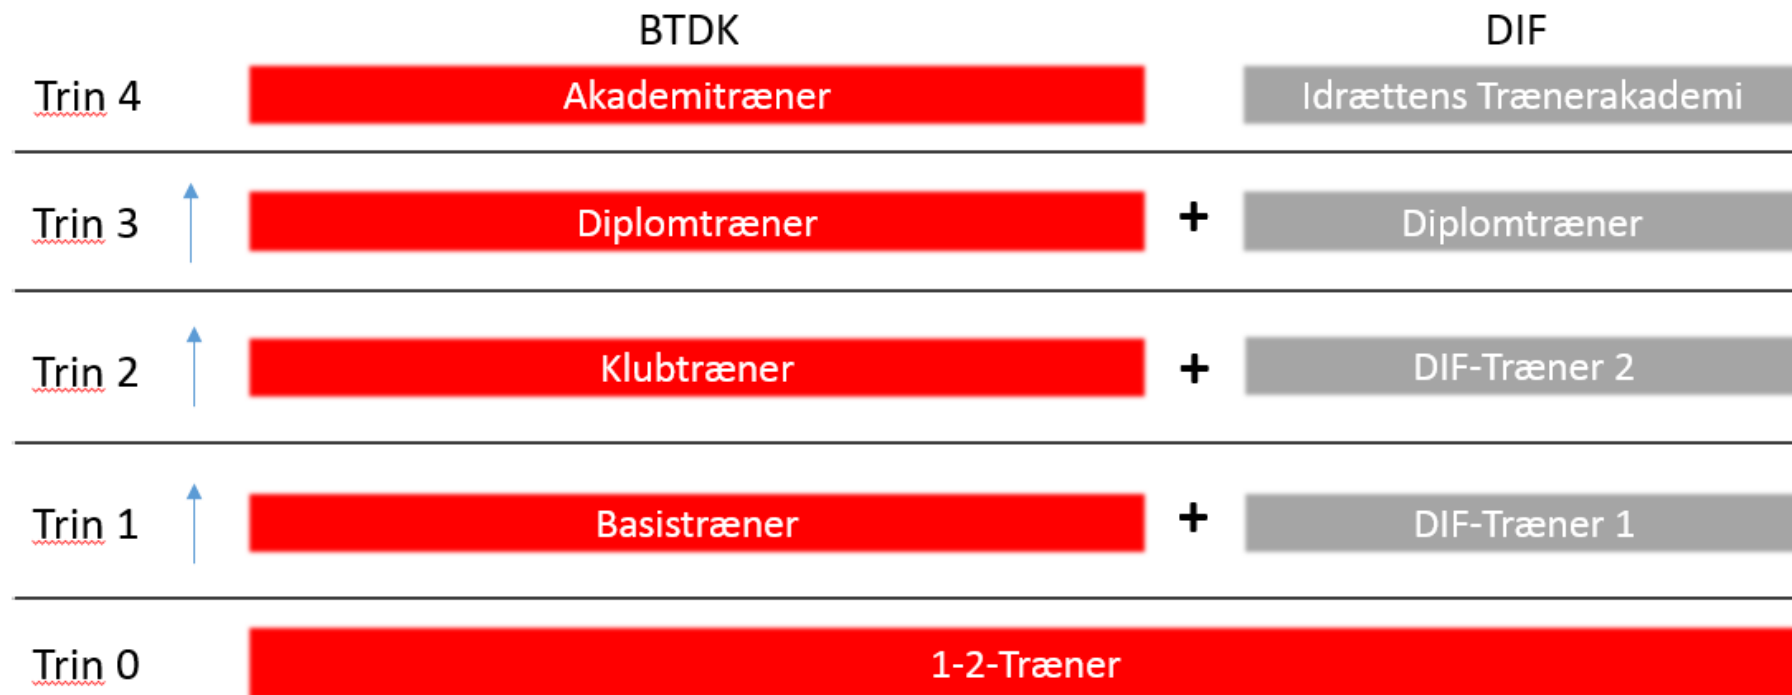 BTDK DIF
Trin 4 Akademitræner Idrættens Trænerakademi
Trin 3 Diplomtræner + Diplomtræner
Trin 2 Klubtræner + DIF-Træner 2
Trin 1 Basistræner + DIF-Træner 1
Trin 0 1-2-Træner